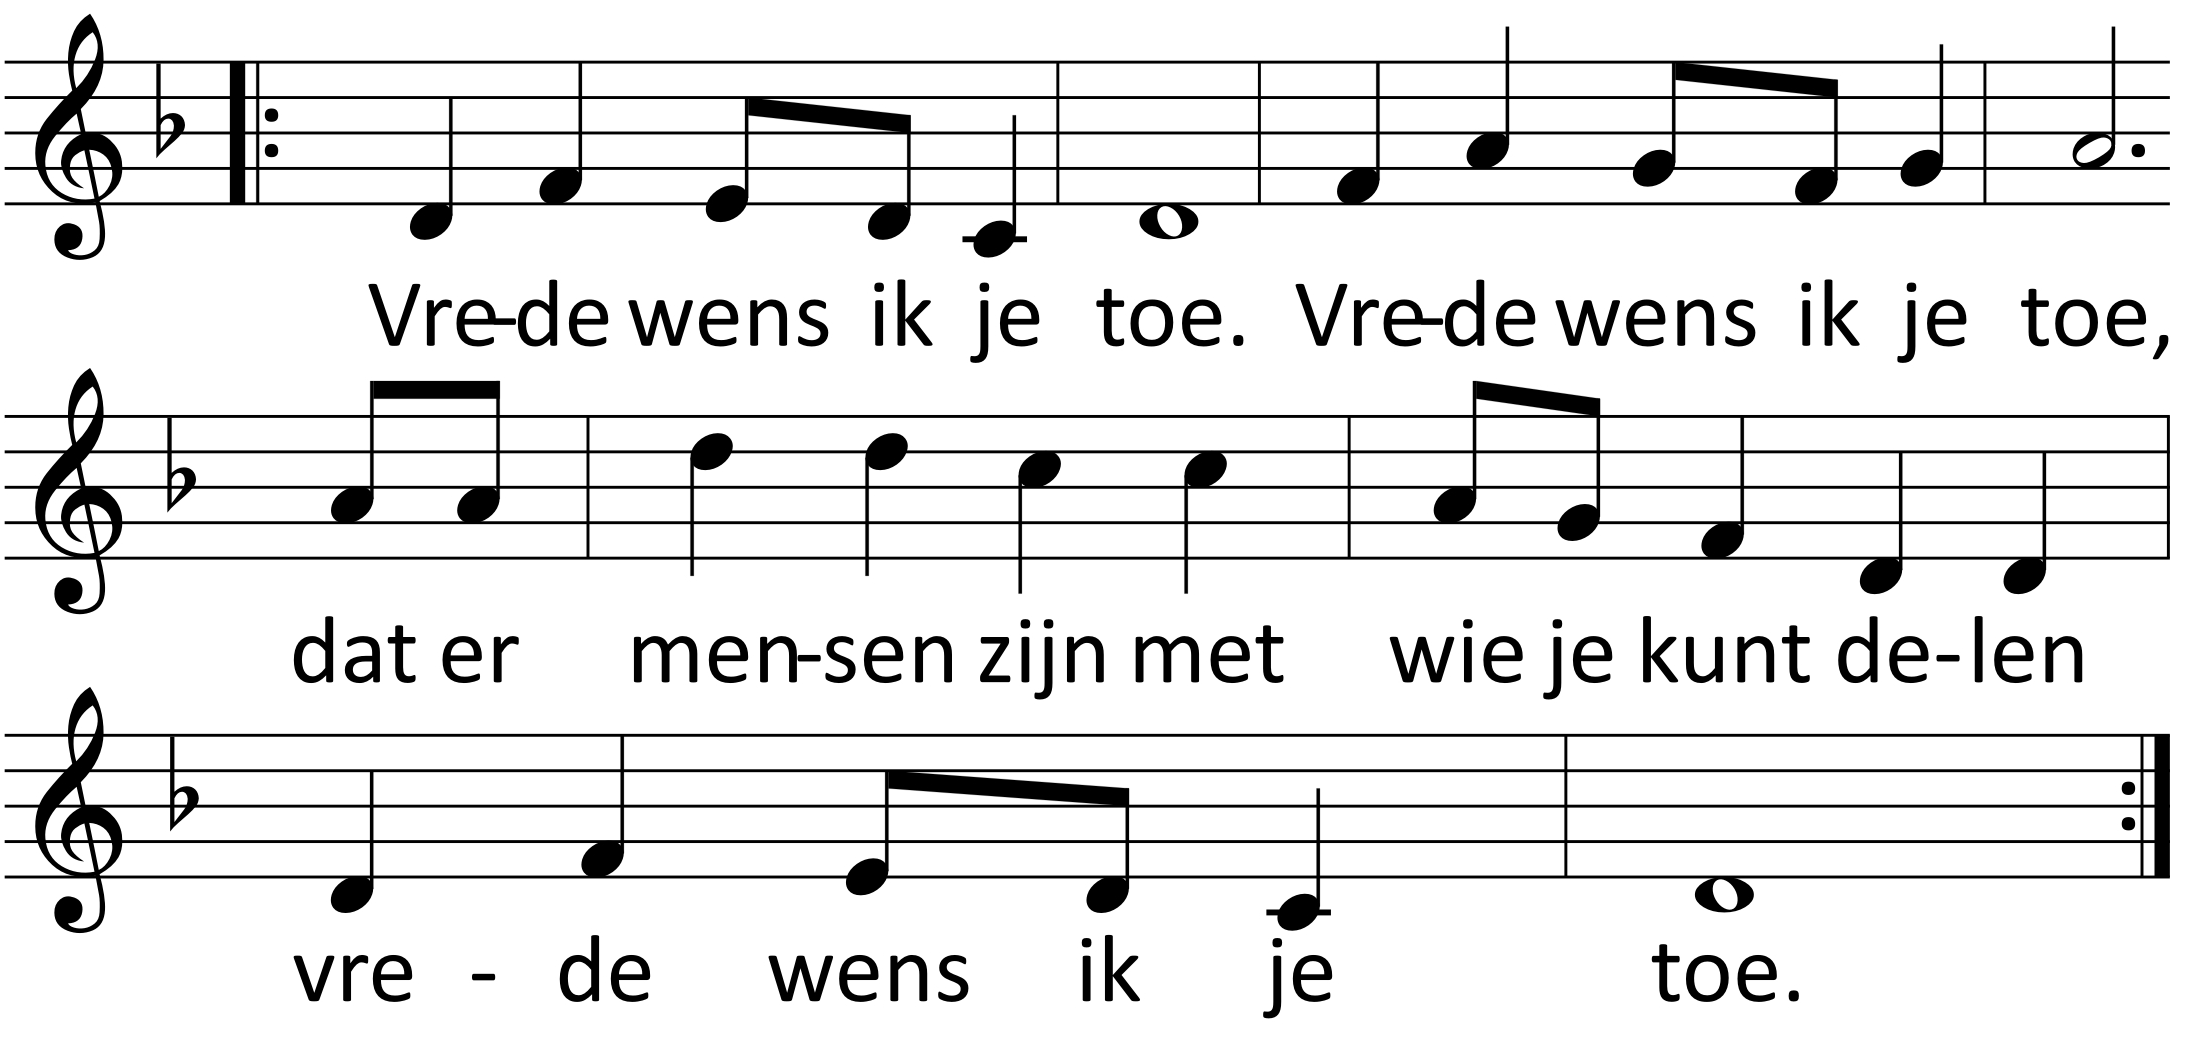 Vre-de wens ik je toe. Vre-de wens ik je toe,
dat er men-sen zijn met wie je kunt de-len
vre - de wens ik je toe.